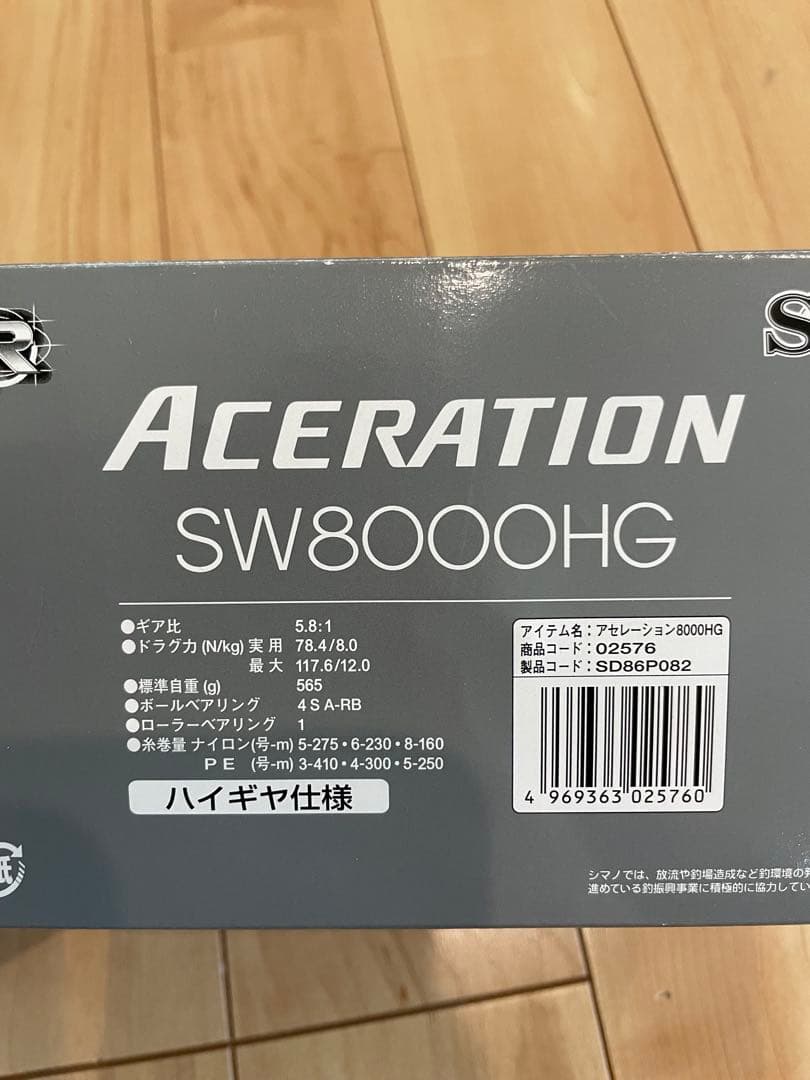 R
ACERATION
SW8000HG
●ギア比 5.8:1
●ドラグ力(N/kg) 実用 78.4/8.0
最大 117.6/12.0
●標準自重(g) 565
●ボールベアリング 4 S A-RB
●ローラーベアリング 1
●糸巻量 ナイロン(号-m) 5-275・6-230・8-160
PE (号-m) 3-410・4-300・5-250
ハイギヤ仕様
アイテム名：アセレーション8000HG
商品コード：02576
製品コード：SD86P082
4 969363 025760
紙
シマノでは、放流や釣場造成など釣環境の
進めている釣振興事業に積極的に協力してい